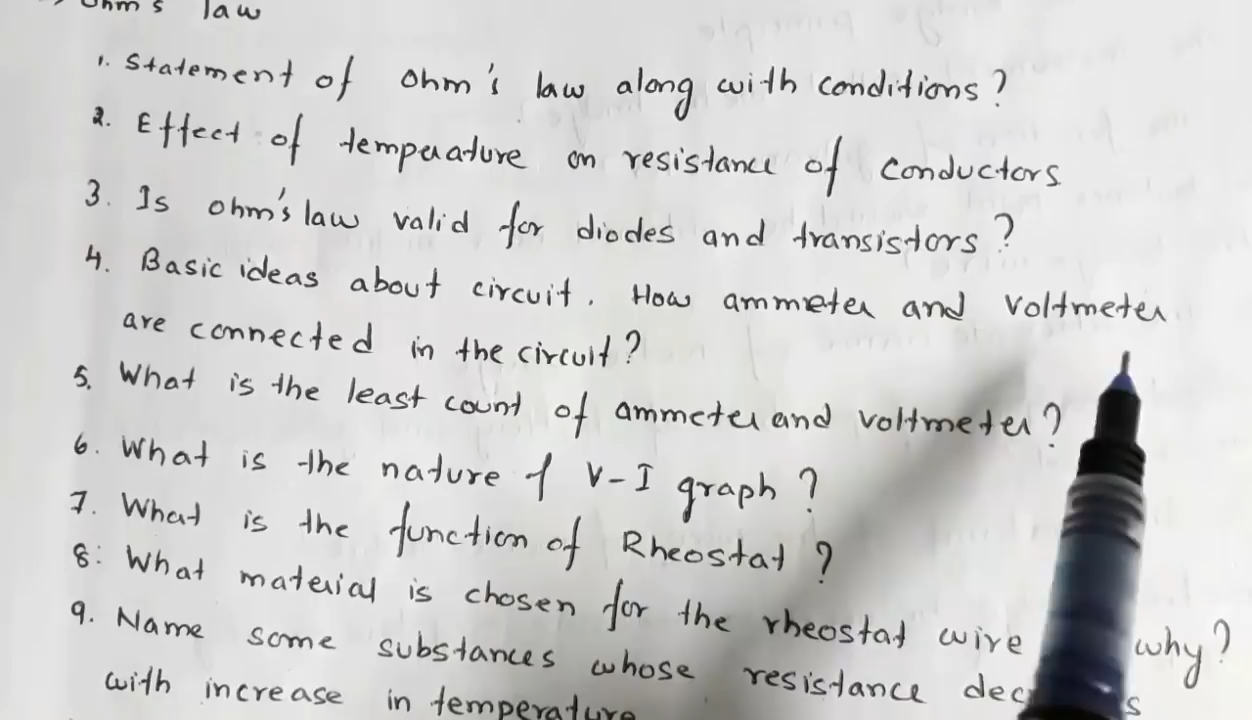 Ohm's law
1. Statement of ohm's law along with conditions?
2. Effect of temperature on resistance of conductors
3. Is ohm's law valid for diodes and transistors?
4. Basic ideas about circuit. How ammeter and voltmeter
are connected in the circuit?
5. What is the least count of ammeter and voltmeter?
6. What is the nature of V-I graph?
7. What is the function of Rheostat?
8: What material is chosen for the rheostat wire why?
9. Name some substances whose resistance
with increase in temperature